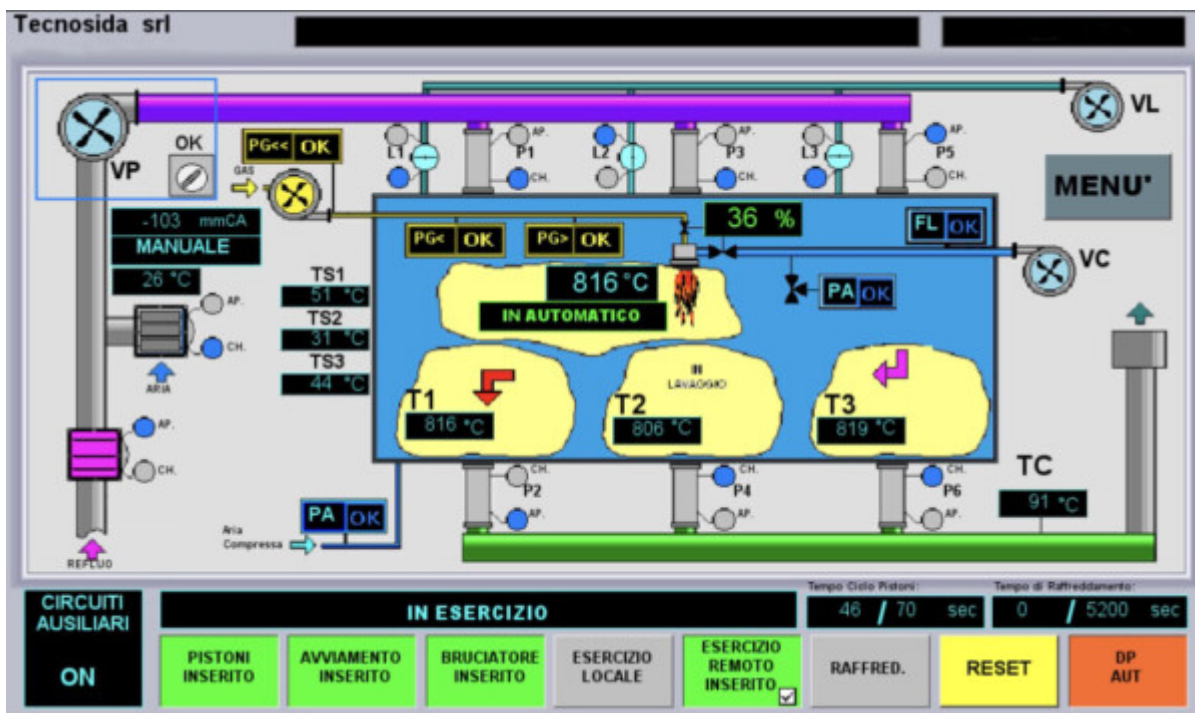 Tecnosida srl
VL
OK
PG<< OK
AP.
L1
P1
CH.
L2
AP.
P3
CH.
L3
AP.
P5
CH.
VP
GAS
MENU'
-103 mmCA
MANUALE
26 °C
PG< OK
PG> OK
36 %
FL OK
VC
TS1
51 °C
TS2
31 °C
TS3
44 °C
816°C
IN AUTOMATICO
PA OK
AP.
CH.
ARIA
T1
816 °C
IN
LAVAGGIO
T2
806 °C
T3
819 °C
AP.
CH.
REFLUO
CH.
P2
AP.
CH.
P4
AP.
CH.
P6
AP.
TC
91 °C
PA OK
Aria
Compressa
CIRCUITI
AUSILIARI
ON
IN ESERCIZIO
Tempo Ciclo Pistoni:
46 / 70 sec
Tempo di Raffreddamento:
0 / 5200 sec
PISTONI
INSERITO
AVVIAMENTO
INSERITO
BRUCIATORE
INSERITO
ESERCIZIO
LOCALE
ESERCIZIO
REMOTO
INSERITO
RAFFRED.
RESET
DP
AUT